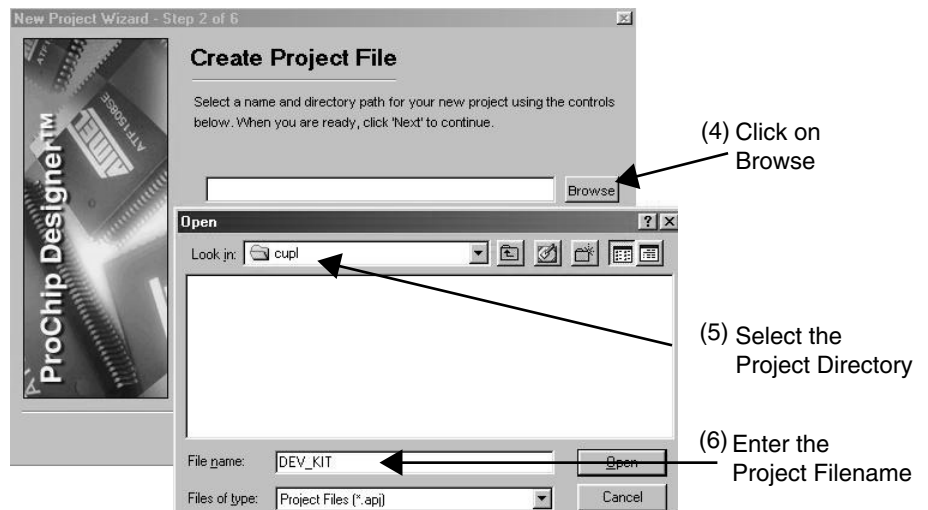 New Project Wizard - Step 2 of 6
ATF1508SE
ATMEL
ProChip Designer™
Create Project File
Select a name and directory path for your new project using the controls
below. When you are ready, click 'Next' to continue.
Browse
(4) Click on
Browse
Open
Look in: cupl
(5) Select the
Project Directory
File name: DEV_KIT
Open
(6) Enter the
Project Filename
Files of type: Project Files (*.apj)
Cancel